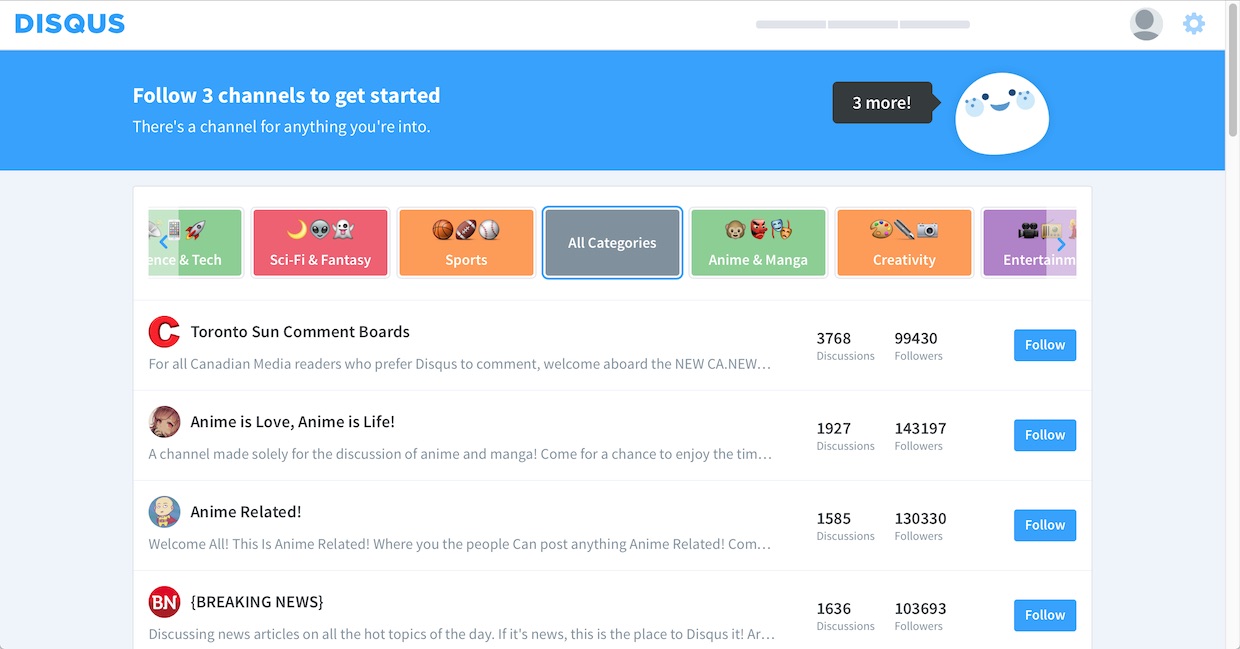 DISQUS
Follow 3 channels to get started
There's a channel for anything you're into.
3 more!
ence & Tech
Sci-Fi & Fantasy
Sports
All Categories
Anime & Manga
Creativity
Entertainm
Toronto Sun Comment Boards
For all Canadian Media readers who prefer Disqus to comment, welcome aboard the NEW CA.NEW…
3768
Discussions
99430
Followers
Follow
Anime is Love, Anime is Life!
A channel made solely for the discussion of anime and manga! Come for a chance to enjoy the tim…
1927
Discussions
143197
Followers
Follow
Anime Related!
Welcome All! This Is Anime Related! Where you the people Can post anything Anime Related! Com…
1585
Discussions
130330
Followers
Follow
BN
{BREAKING NEWS}
Discussing news articles on all the hot topics of the day. If it's news, this is the place to Disqus it! Ar…
1636
Discussions
103693
Followers
Follow